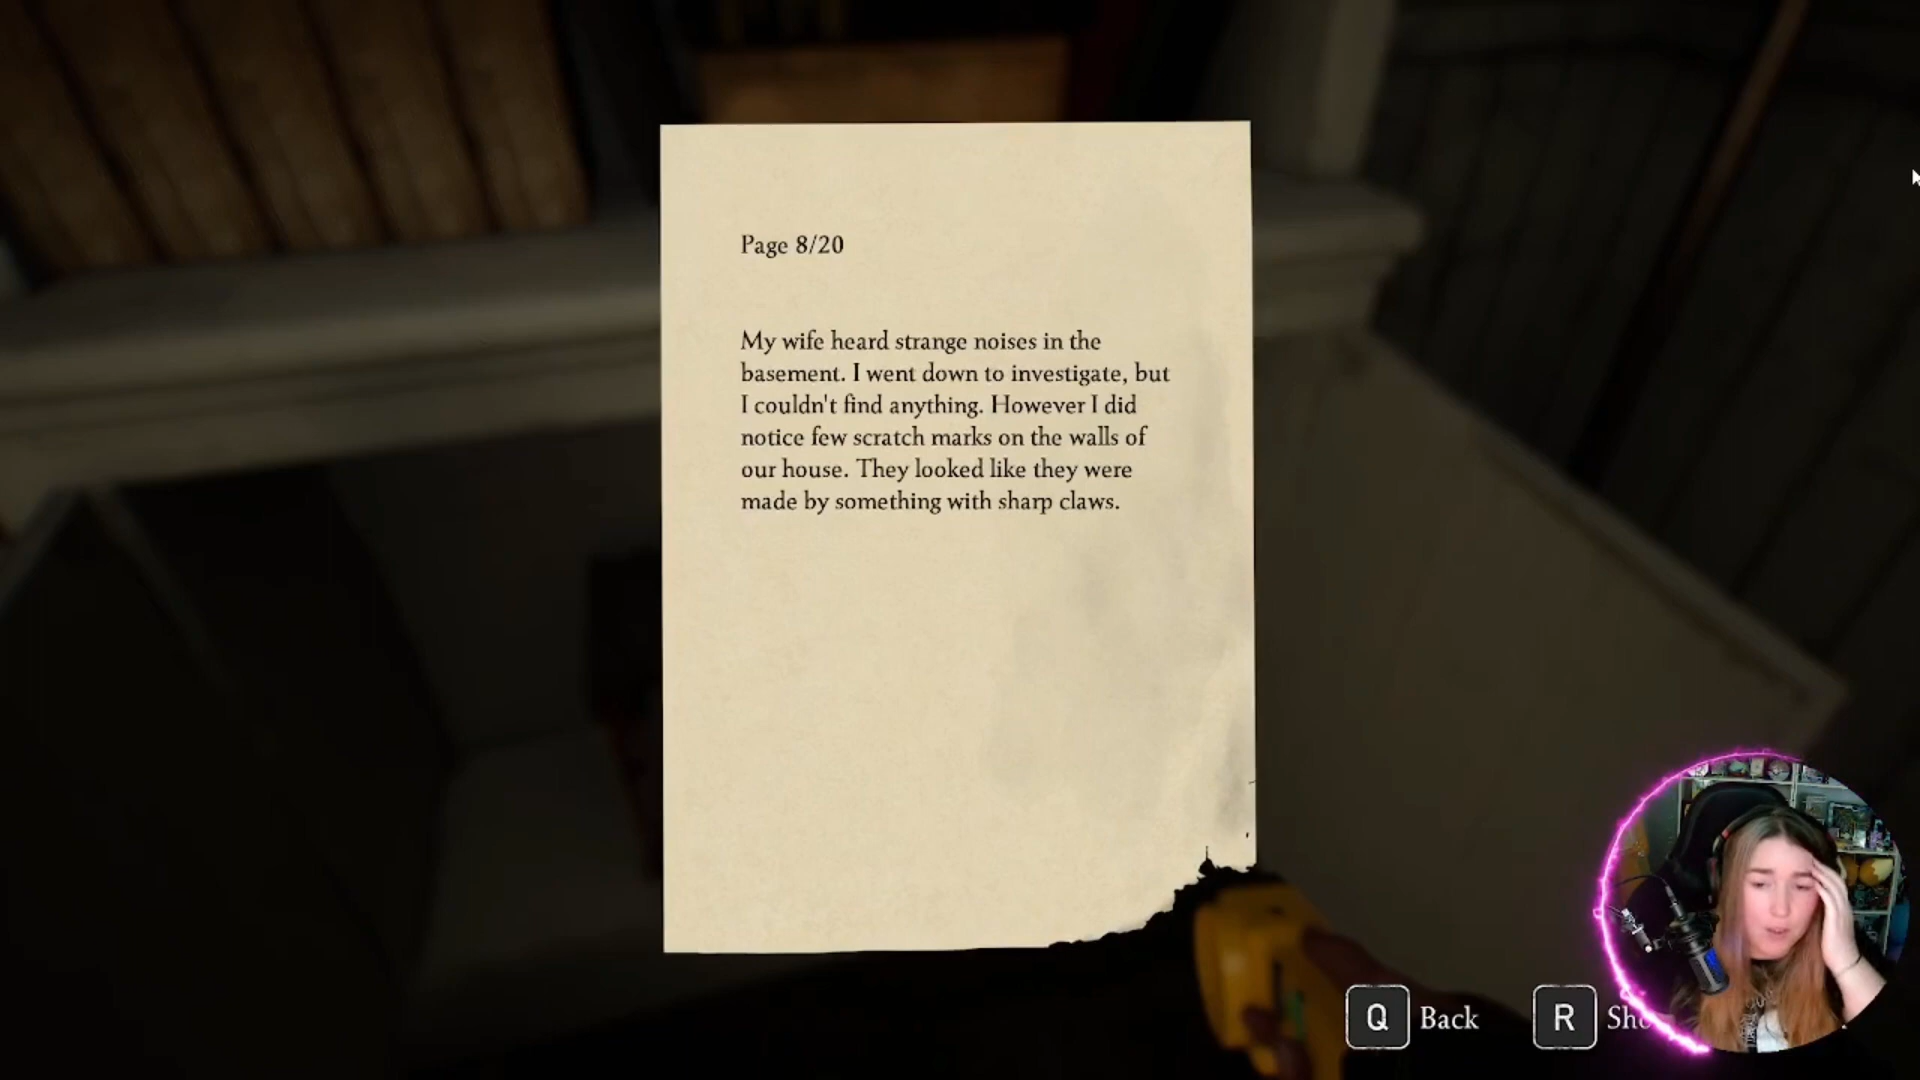 Page 8/20
My wife heard strange noises in the
basement. I went down to investigate, but
I couldn't find anything. However I did
notice few scratch marks on the walls of
our house. They looked like they were
made by something with sharp claws.
Q Back R